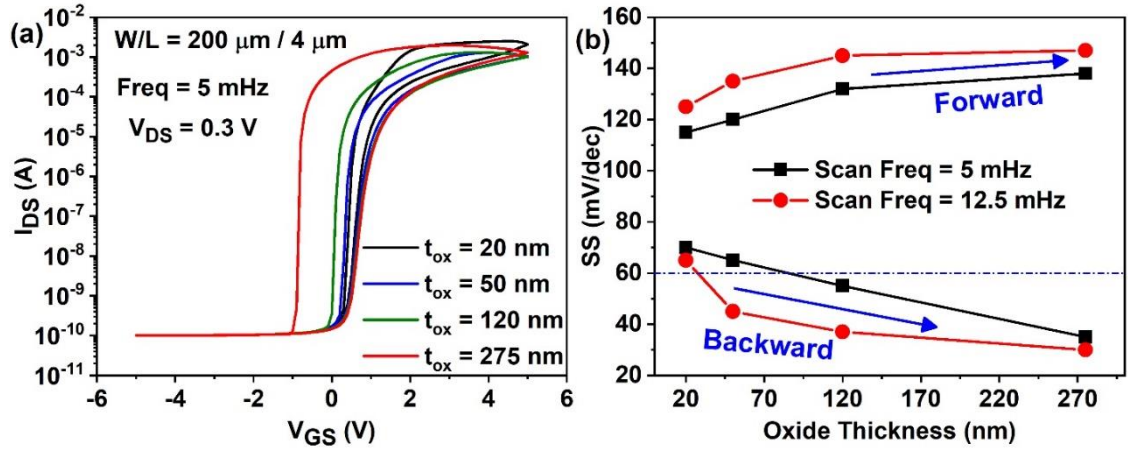 (a)
W/L = 200 μm / 4 μm
Freq = 5 mHz
V_DS = 0.3 V
t_ox = 20 nm
t_ox = 50 nm
t_ox = 120 nm
t_ox = 275 nm
I_DS (A)
10^-2
10^-3
10^-4
10^-5
10^-6
10^-7
10^-8
10^-9
10^-10
10^-11
-6 -4 -2 0 2 4 6
V_GS (V)
(b)
Forward
Scan Freq = 5 mHz
Scan Freq = 12.5 mHz
Backward
SS (mV/dec)
160
140
120
100
80
60
40
20
20 70 120 170 220 270
Oxide Thickness (nm)